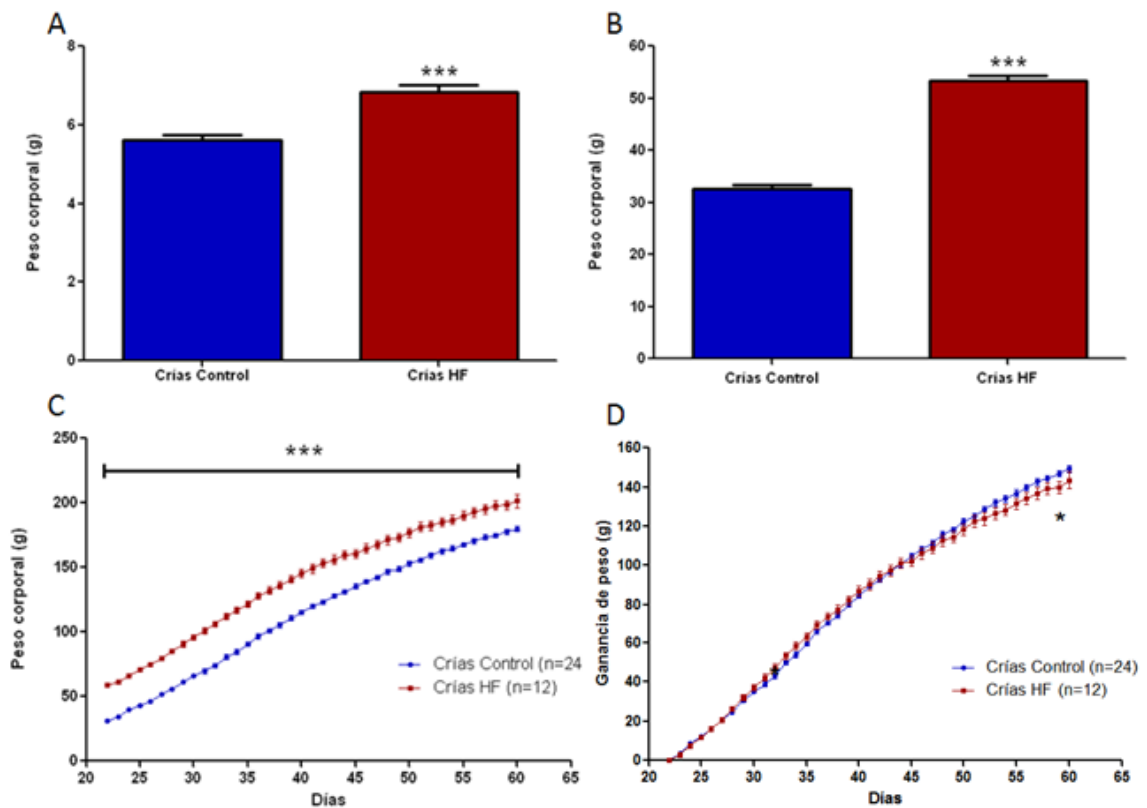 A
Peso corporal (g)
8
6
4
2
0
***
Crías Control
Crías HF
B
Peso corporal (g)
60
50
40
30
20
10
0
***
Crías Control
Crías HF
C
Peso corporal (g)
250
200
150
100
50
0
***
Crías Control (n=24
Crías HF (n=12)
20 25 30 35 40 45 50 55 60 65
Días
D
Ganancia de peso (g)
160
140
120
100
80
60
40
20
0
*
*
Crías Control (n=24)
Crías HF (n=12)
20 25 30 35 40 45 50 55 60 65
Días